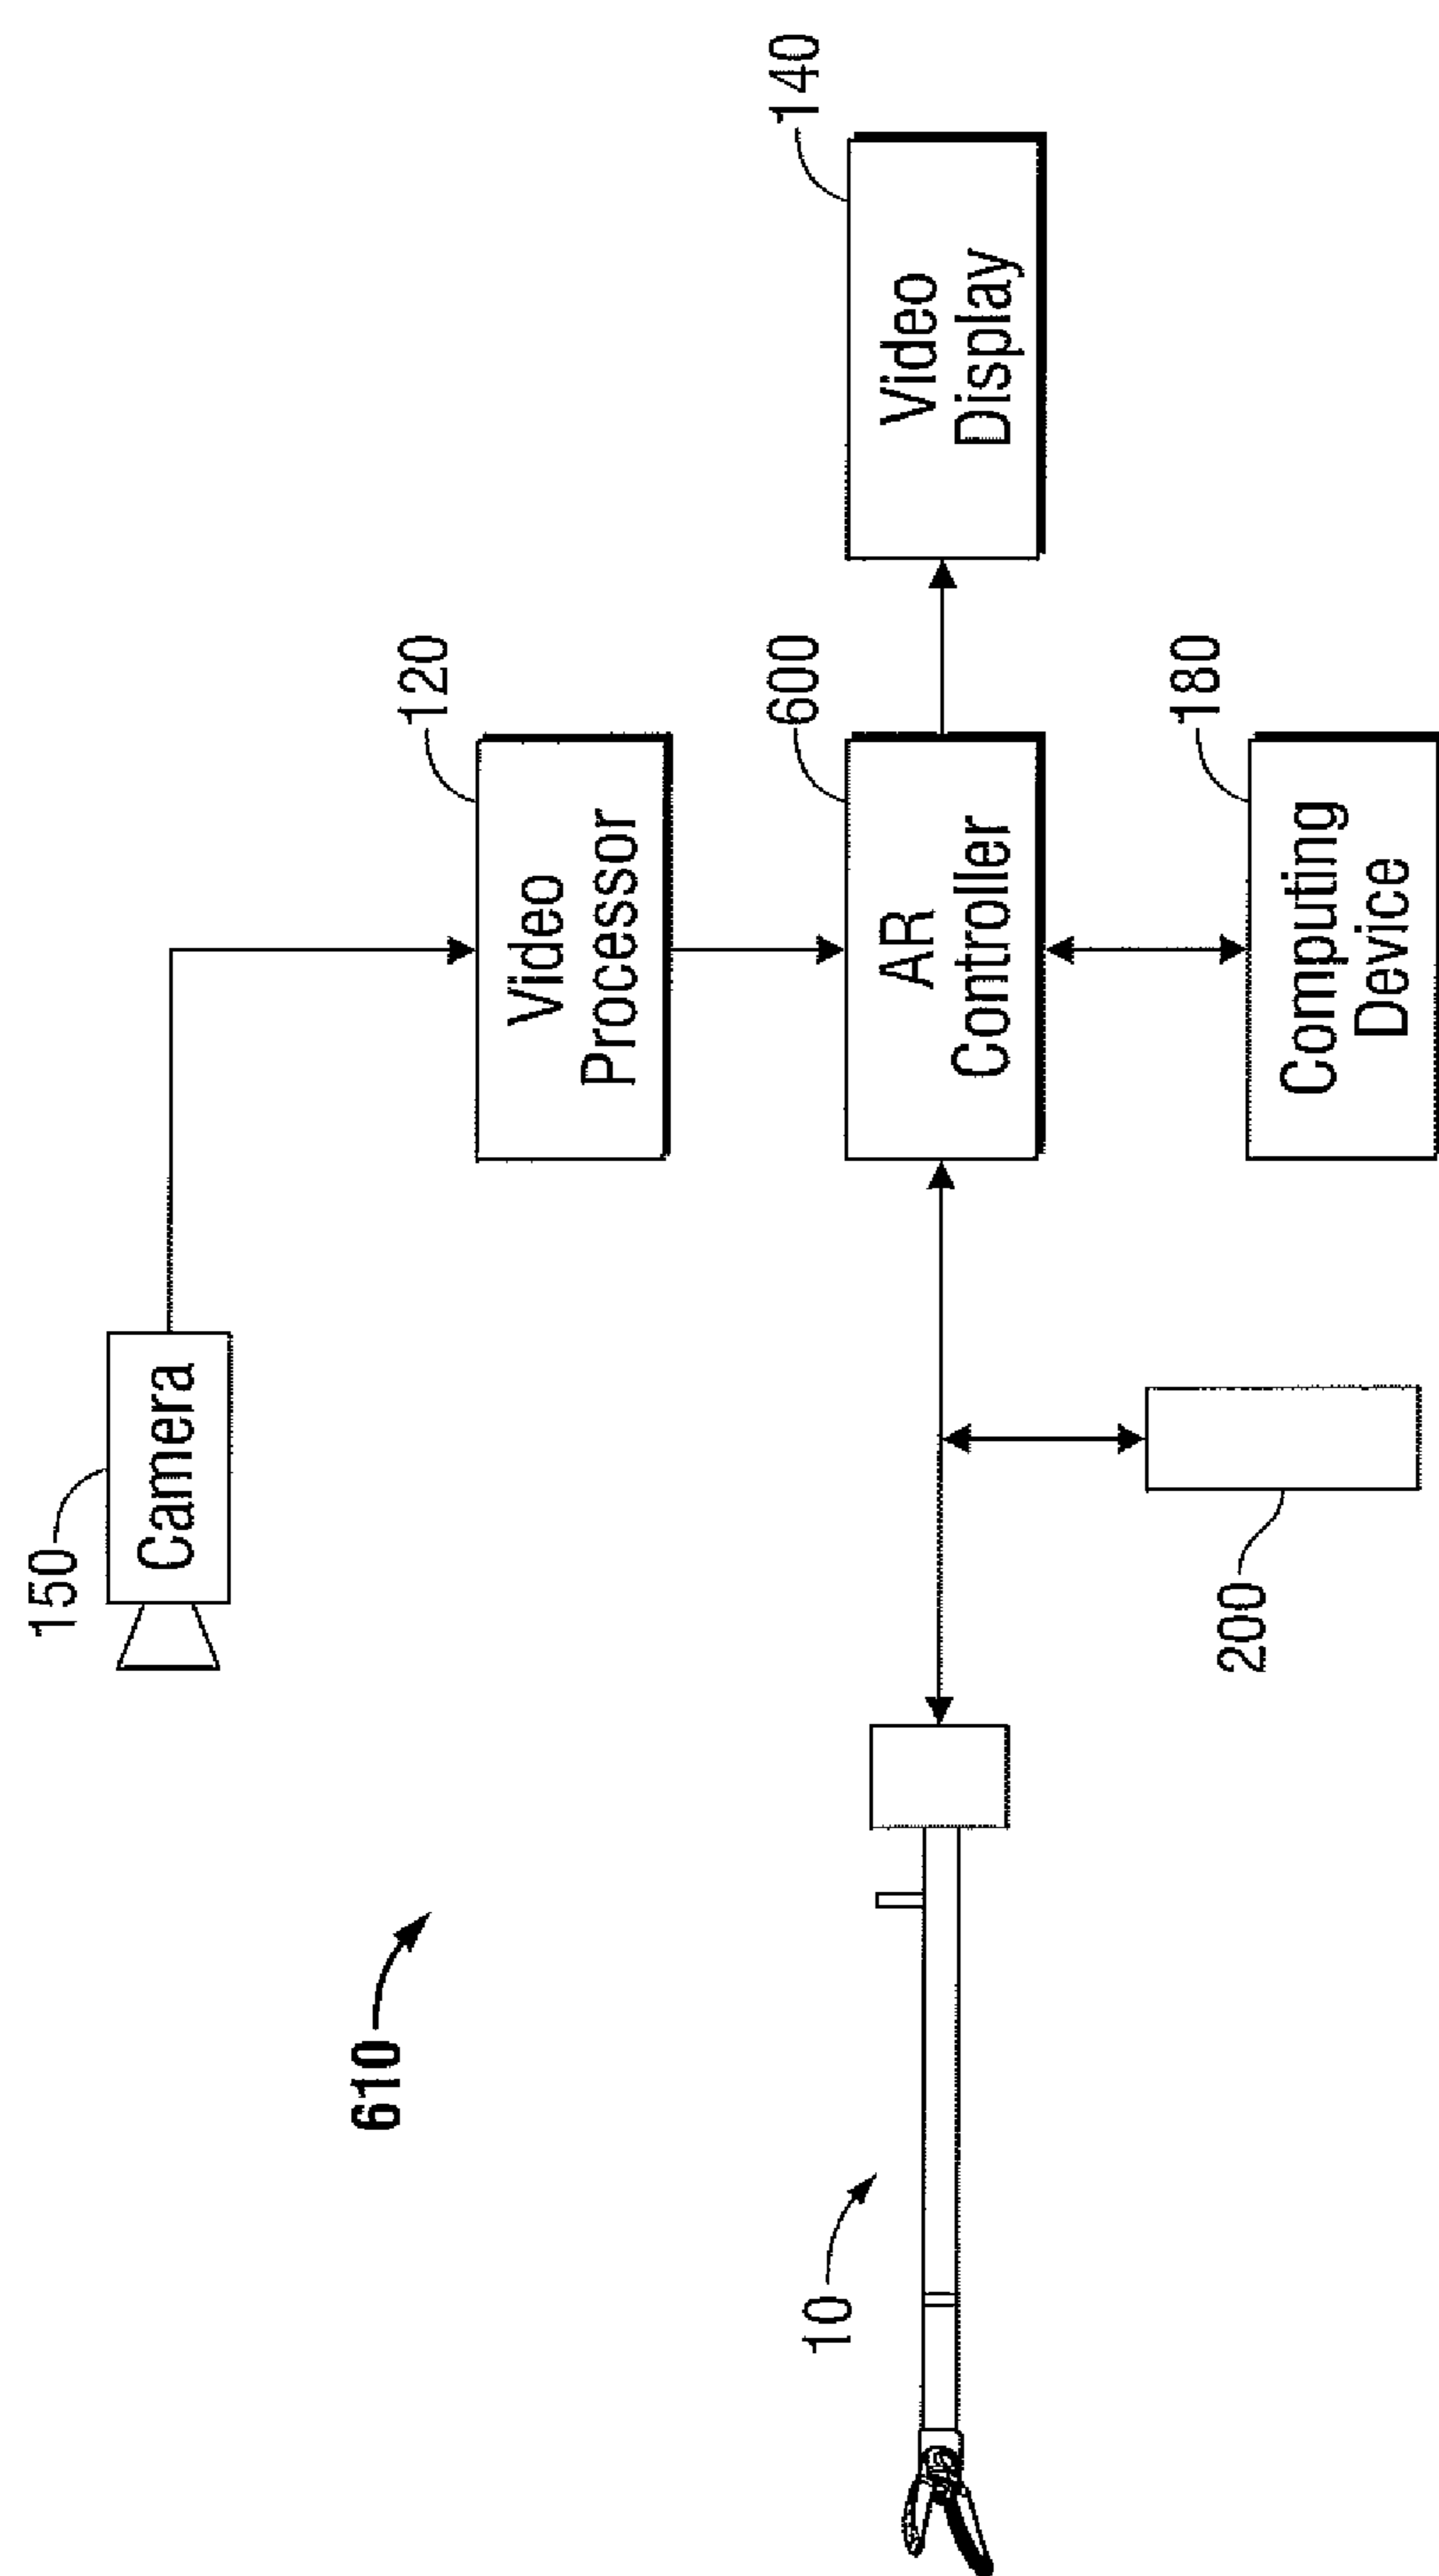 150
Camera
120
Video
Processor
610
10
600
AR
Controller
140
Video
Display
200
180
Computing
Device